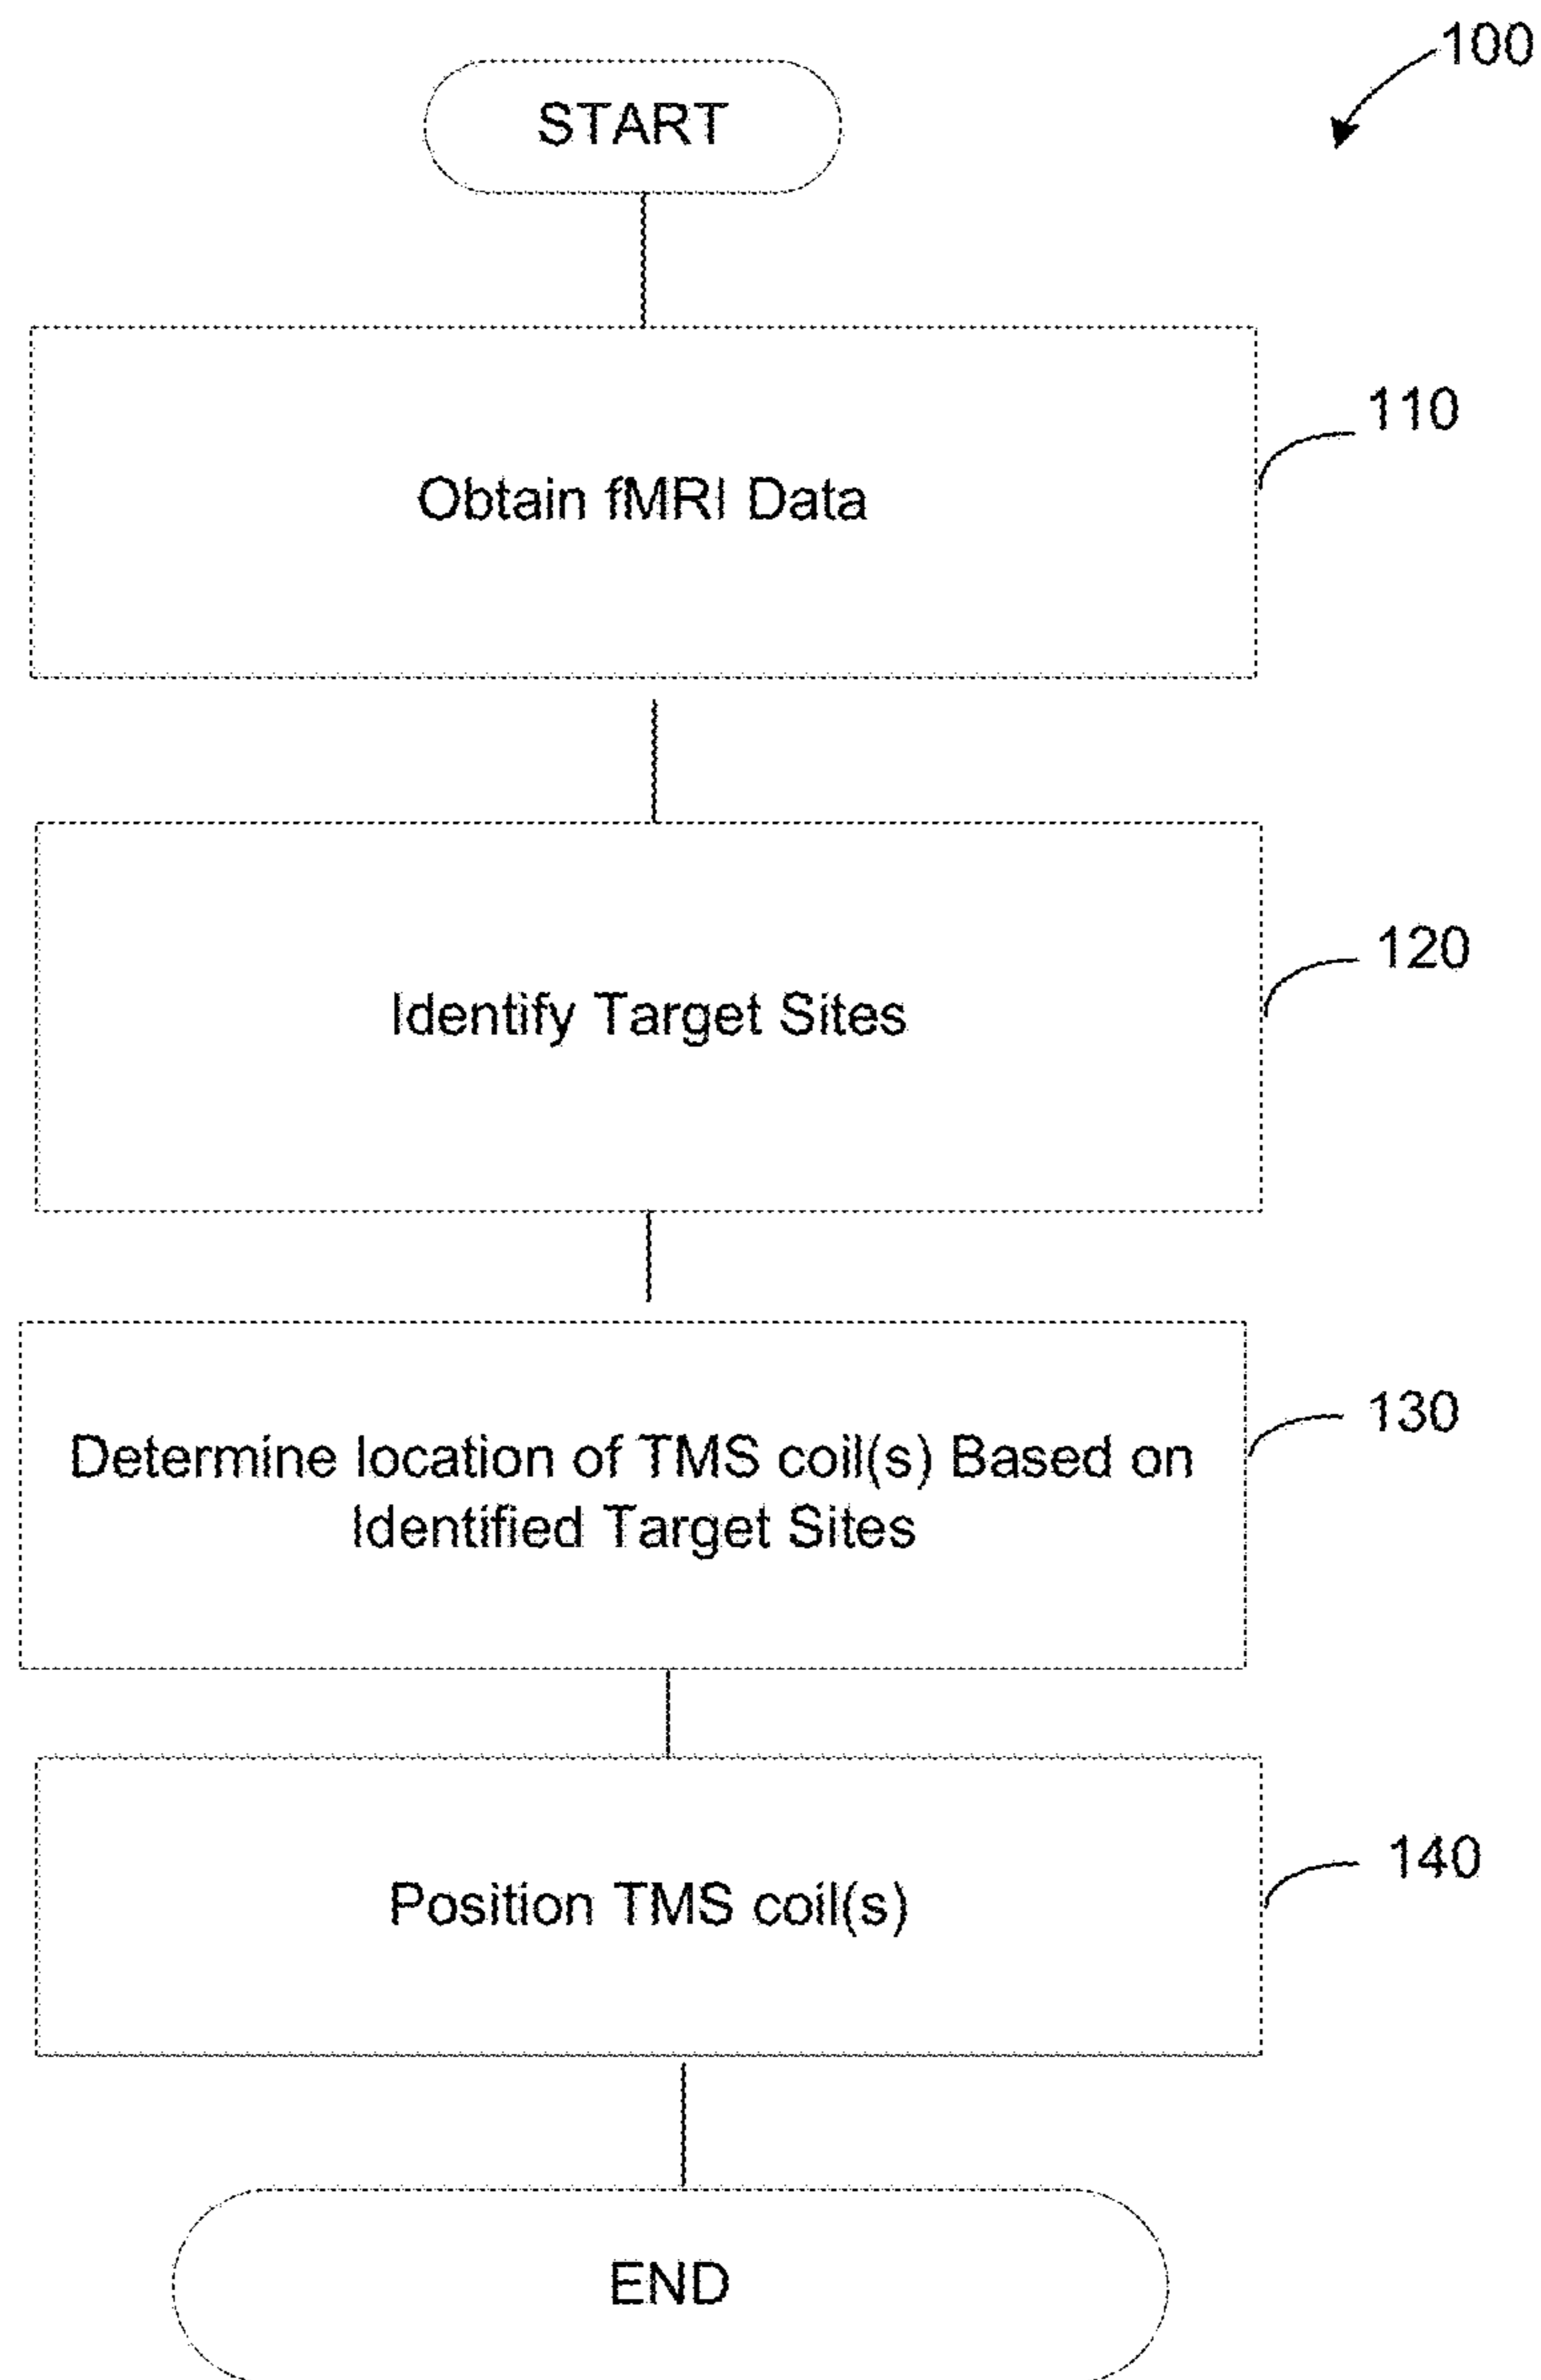 100
START
110
Obtain fMRI Data
120
Identify Target Sites
130
Determine location of TMS coil(s) Based on
Identified Target Sites
140
Position TMS coil(s)
END